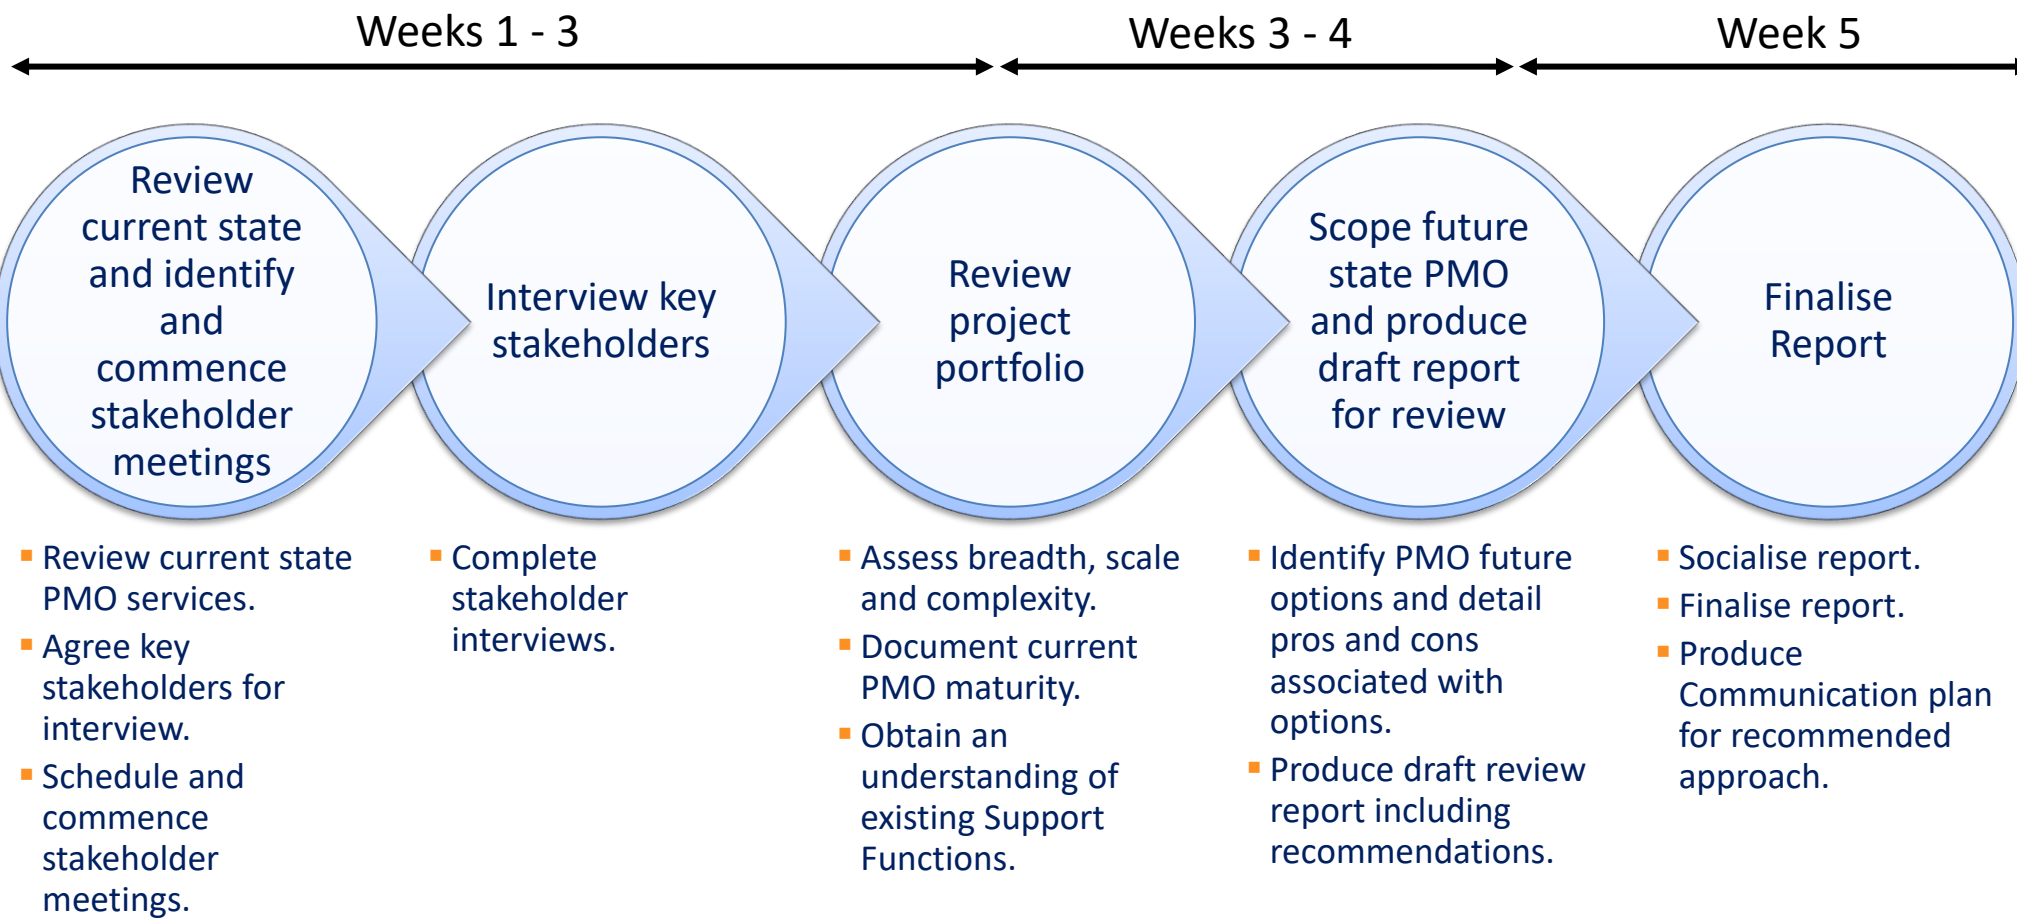 Weeks 1 - 3
Weeks 3 - 4
Week 5
Review
current state
and identify
and
commence
stakeholder
meetings
Interview key
stakeholders
Review
project
portfolio
Scope future
state PMO
and produce
draft report
for review
Finalise
Report
▪ Review current state
PMO services.
▪ Agree key
stakeholders for
interview.
▪ Schedule and
commence
stakeholder
meetings.
▪ Complete
stakeholder
interviews.
▪ Assess breadth, scale
and complexity.
▪ Document current
PMO maturity.
▪ Obtain an
understanding of
existing Support
Functions.
▪ Identify PMO future
options and detail
pros and cons
associated with
options.
▪ Produce draft review
report including
recommendations.
▪ Socialise report.
▪ Finalise report.
▪ Produce
Communication plan
for recommended
approach.